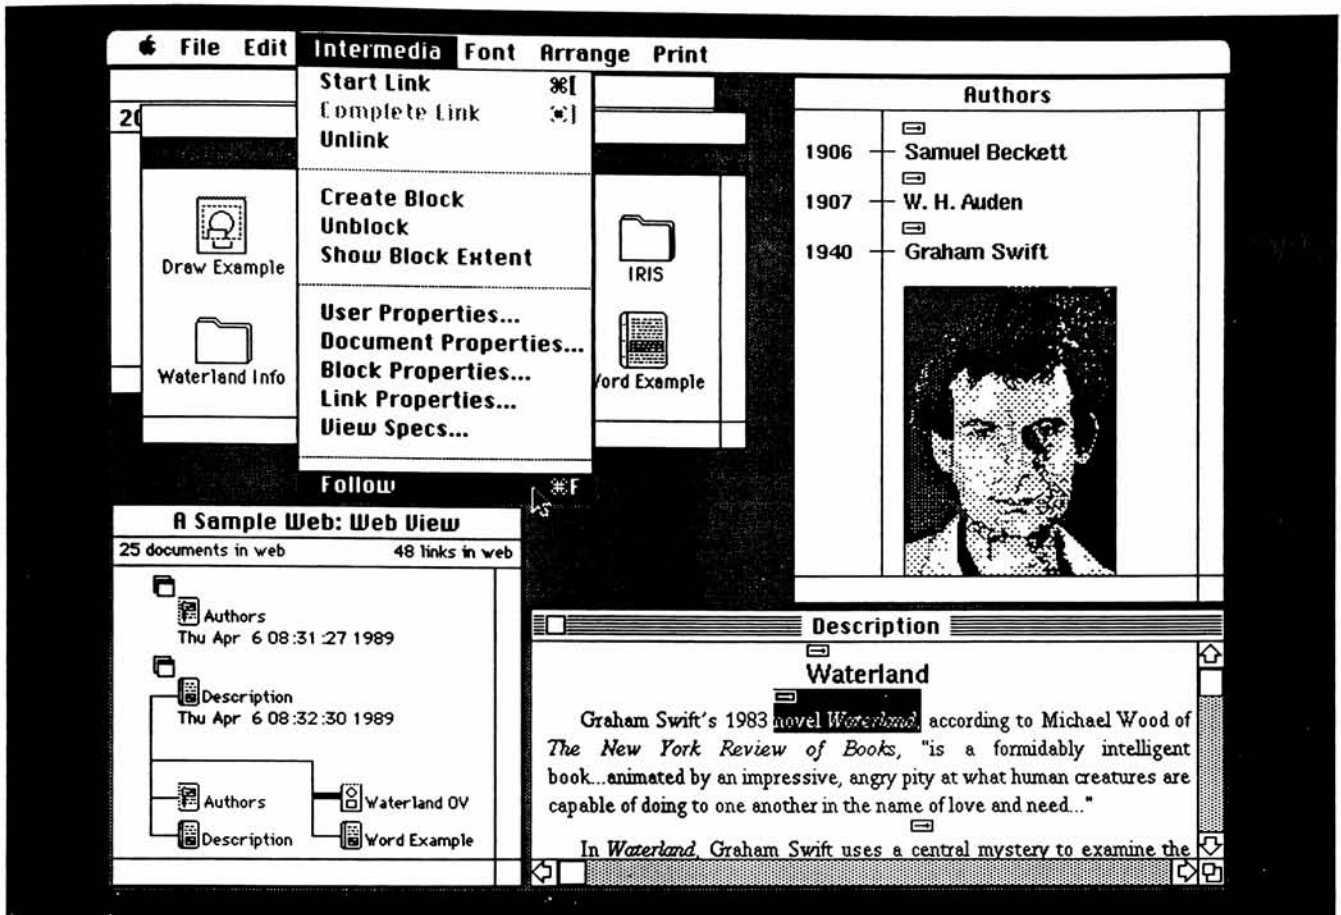 File Edit Intermedia Font Arrange Print
Start Link ⌘[
Complete Link ⌘]
Unlink
Create Block
Unblock
Show Block Extent
User Properties...
Document Properties...
Block Properties...
Link Properties...
View Specs...
Follow ⌘F
Draw Example
Waterland Info
IRIS
Word Example
Authors
1906 Samuel Beckett
1907 W. H. Auden
1940 Graham Swift
A Sample Web: Web View
25 documents in web 48 links in web
Authors
Thu Apr 6 08:31:27 1989
Description
Thu Apr 6 08:32:30 1989
Authors Waterland OV
Description Word Example
Description
Waterland
Graham Swift's 1983 novel Waterland, according to Michael Wood of
The New York Review of Books, "is a formidably intelligent
book...animated by an impressive, angry pity at what human creatures are
capable of doing to one another in the name of love and need..."
In Waterland, Graham Swift uses a central mystery to examine the